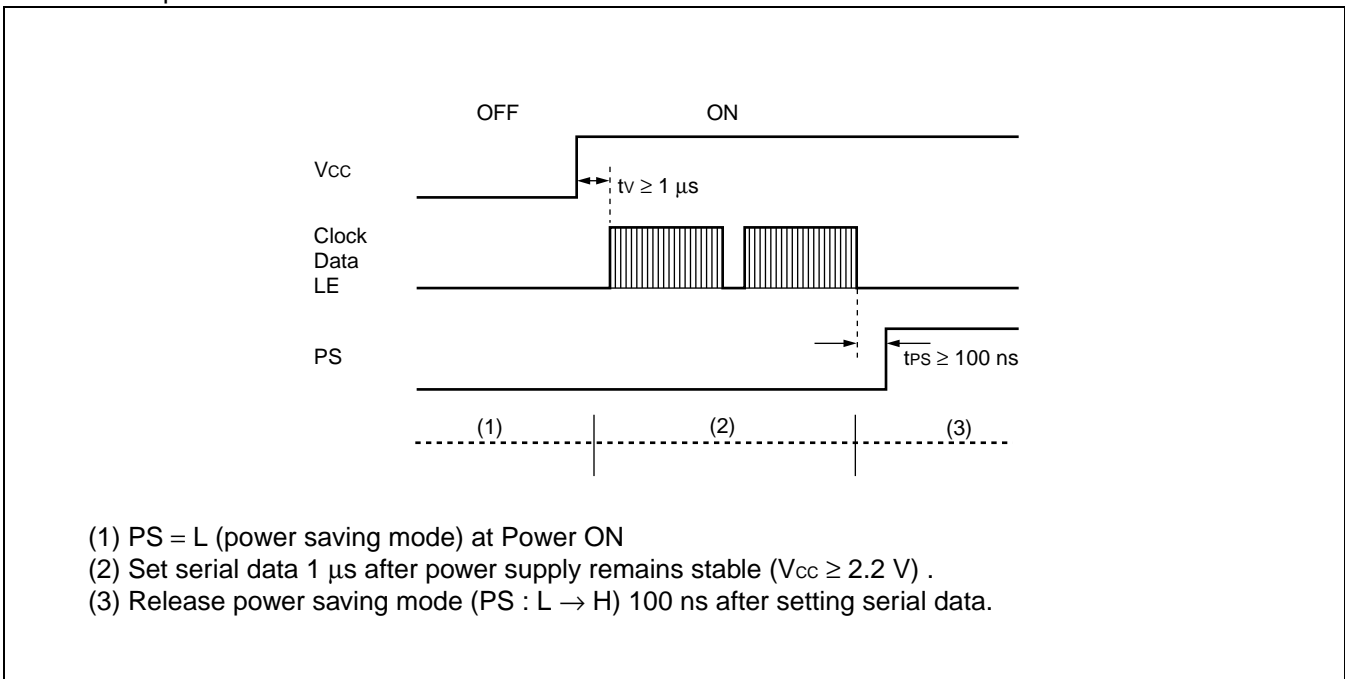 OFF ON
Vcc
tv ≥ 1 μs
Clock
Data
LE
PS
tPS ≥ 100 ns
(1) (2) (3)
(1) PS = L (power saving mode) at Power ON
(2) Set serial data 1 μs after power supply remains stable (Vcc ≥ 2.2 V) .
(3) Release power saving mode (PS : L → H) 100 ns after setting serial data.